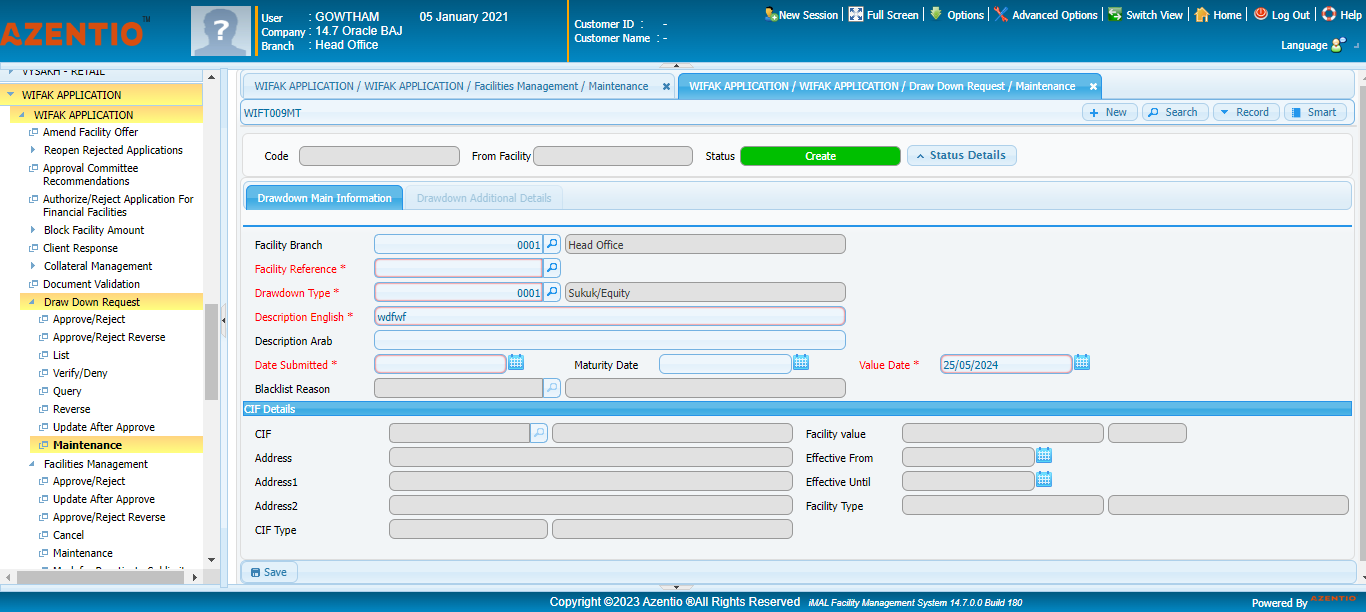 AZENTIO™
?
User : GOWTHAM 05 January 2021
Company : 14.7 Oracle BAJ
Branch : Head Office
Customer ID : -
Customer Name : -
New Session | Full Screen | Options | Advanced Options | Switch View | Home | Log Out | Help
Language
VYSAKH - RETAIL
WIFAK APPLICATION
WIFAK APPLICATION
Amend Facility Offer
Reopen Rejected Applications
Approval Committee
Recommendations
Authorize/Reject Application For
Financial Facilities
Block Facility Amount
Client Response
Collateral Management
Document Validation
Draw Down Request
Approve/Reject
Approve/Reject Reverse
List
Verify/Deny
Query
Reverse
Update After Approve
Maintenance
Facilities Management
Approve/Reject
Update After Approve
Approve/Reject Reverse
Cancel
Maintenance
WIFAK APPLICATION / WIFAK APPLICATION / Facilities Management / Maintenance
WIFAK APPLICATION / WIFAK APPLICATION / Draw Down Request / Maintenance
WIFT009MT
New Search Record Smart
Code From Facility Status Create Status Details
Drawdown Main Information Drawdown Additional Details
Facility Branch 0001 Head Office
Facility Reference *
Drawdown Type * 0001 Sukuk/Equity
Description English * wdfwf
Description Arab
Date Submitted * Maturity Date Value Date * 25/05/2024
Blacklist Reason
CIF Details
CIF Facility value
Address Effective From
Address1 Effective Until
Address2 Facility Type
CIF Type
Save
Copyright ©2023 Azentio ®All Rights Reserved iMAL Facility Management System 14.7.0.0 Build 180
Powered By AZENTIO